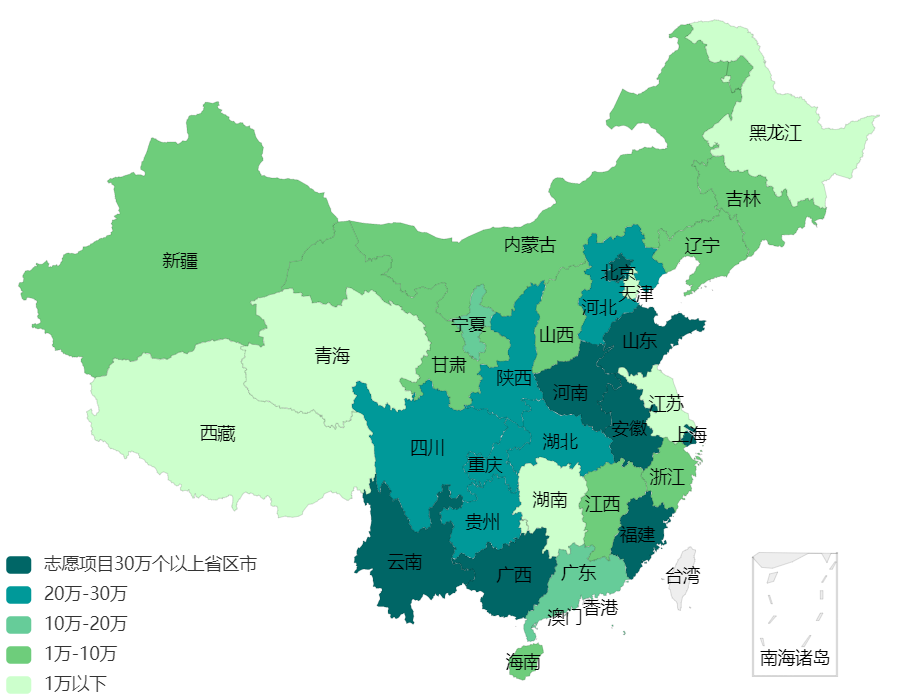 黑龙江
吉林
辽宁
内蒙古
新疆
北京
天津
河北
宁夏
山西
山东
青海
甘肃
陕西
河南
江苏
安徽
上海
西藏
四川
湖北
重庆
浙江
湖南
江西
贵州
福建
云南
广西
广东
台湾
香港
澳门
海南
南海诸岛
志愿项目30万个以上省区市
20万-30万
10万-20万
1万-10万
1万以下